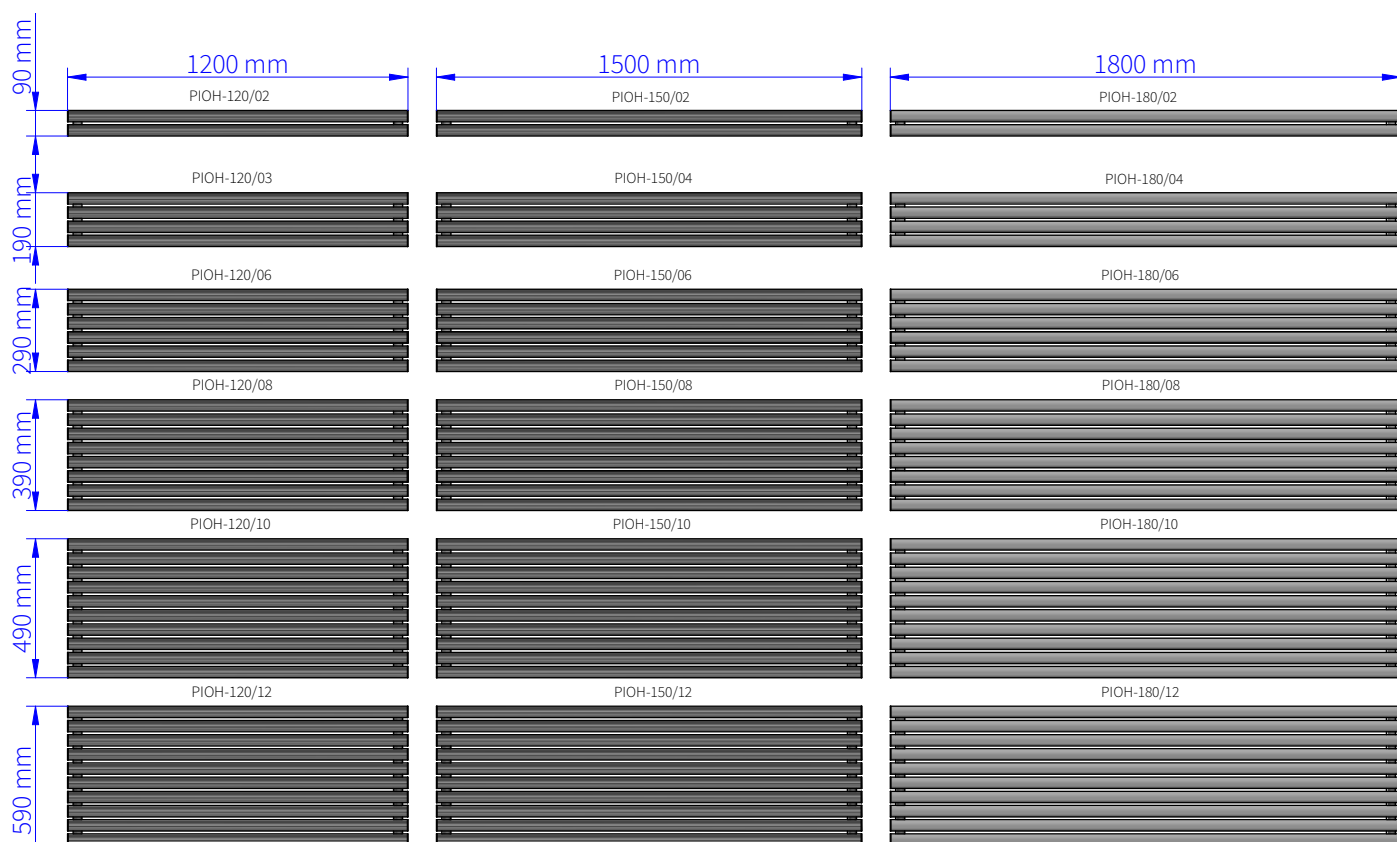 1200 mm 1500 mm 1800 mm
90 mm
PIOH-120/02 PIOH-150/02 PIOH-180/02
190 mm
PIOH-120/03 PIOH-150/04 PIOH-180/04
290 mm
PIOH-120/06 PIOH-150/06 PIOH-180/06
390 mm
PIOH-120/08 PIOH-150/08 PIOH-180/08
490 mm
PIOH-120/10 PIOH-150/10 PIOH-180/10
590 mm
PIOH-120/12 PIOH-150/12 PIOH-180/12